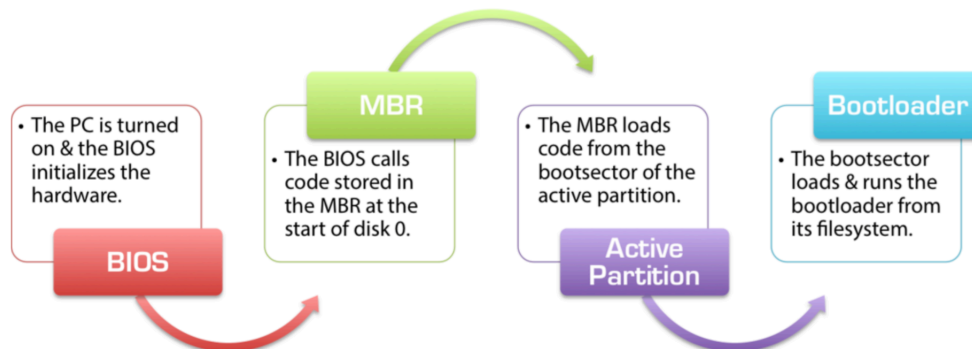 • The PC is turned
on & the BIOS
initializes the
hardware.
BIOS
MBR
• The BIOS calls
code stored in
the MBR at the
start of disk 0.
• The MBR loads
code from the
bootsector of the
active partition.
Active
Partition
Bootloader
• The bootsector
loads & runs the
bootloader from
its filesystem.